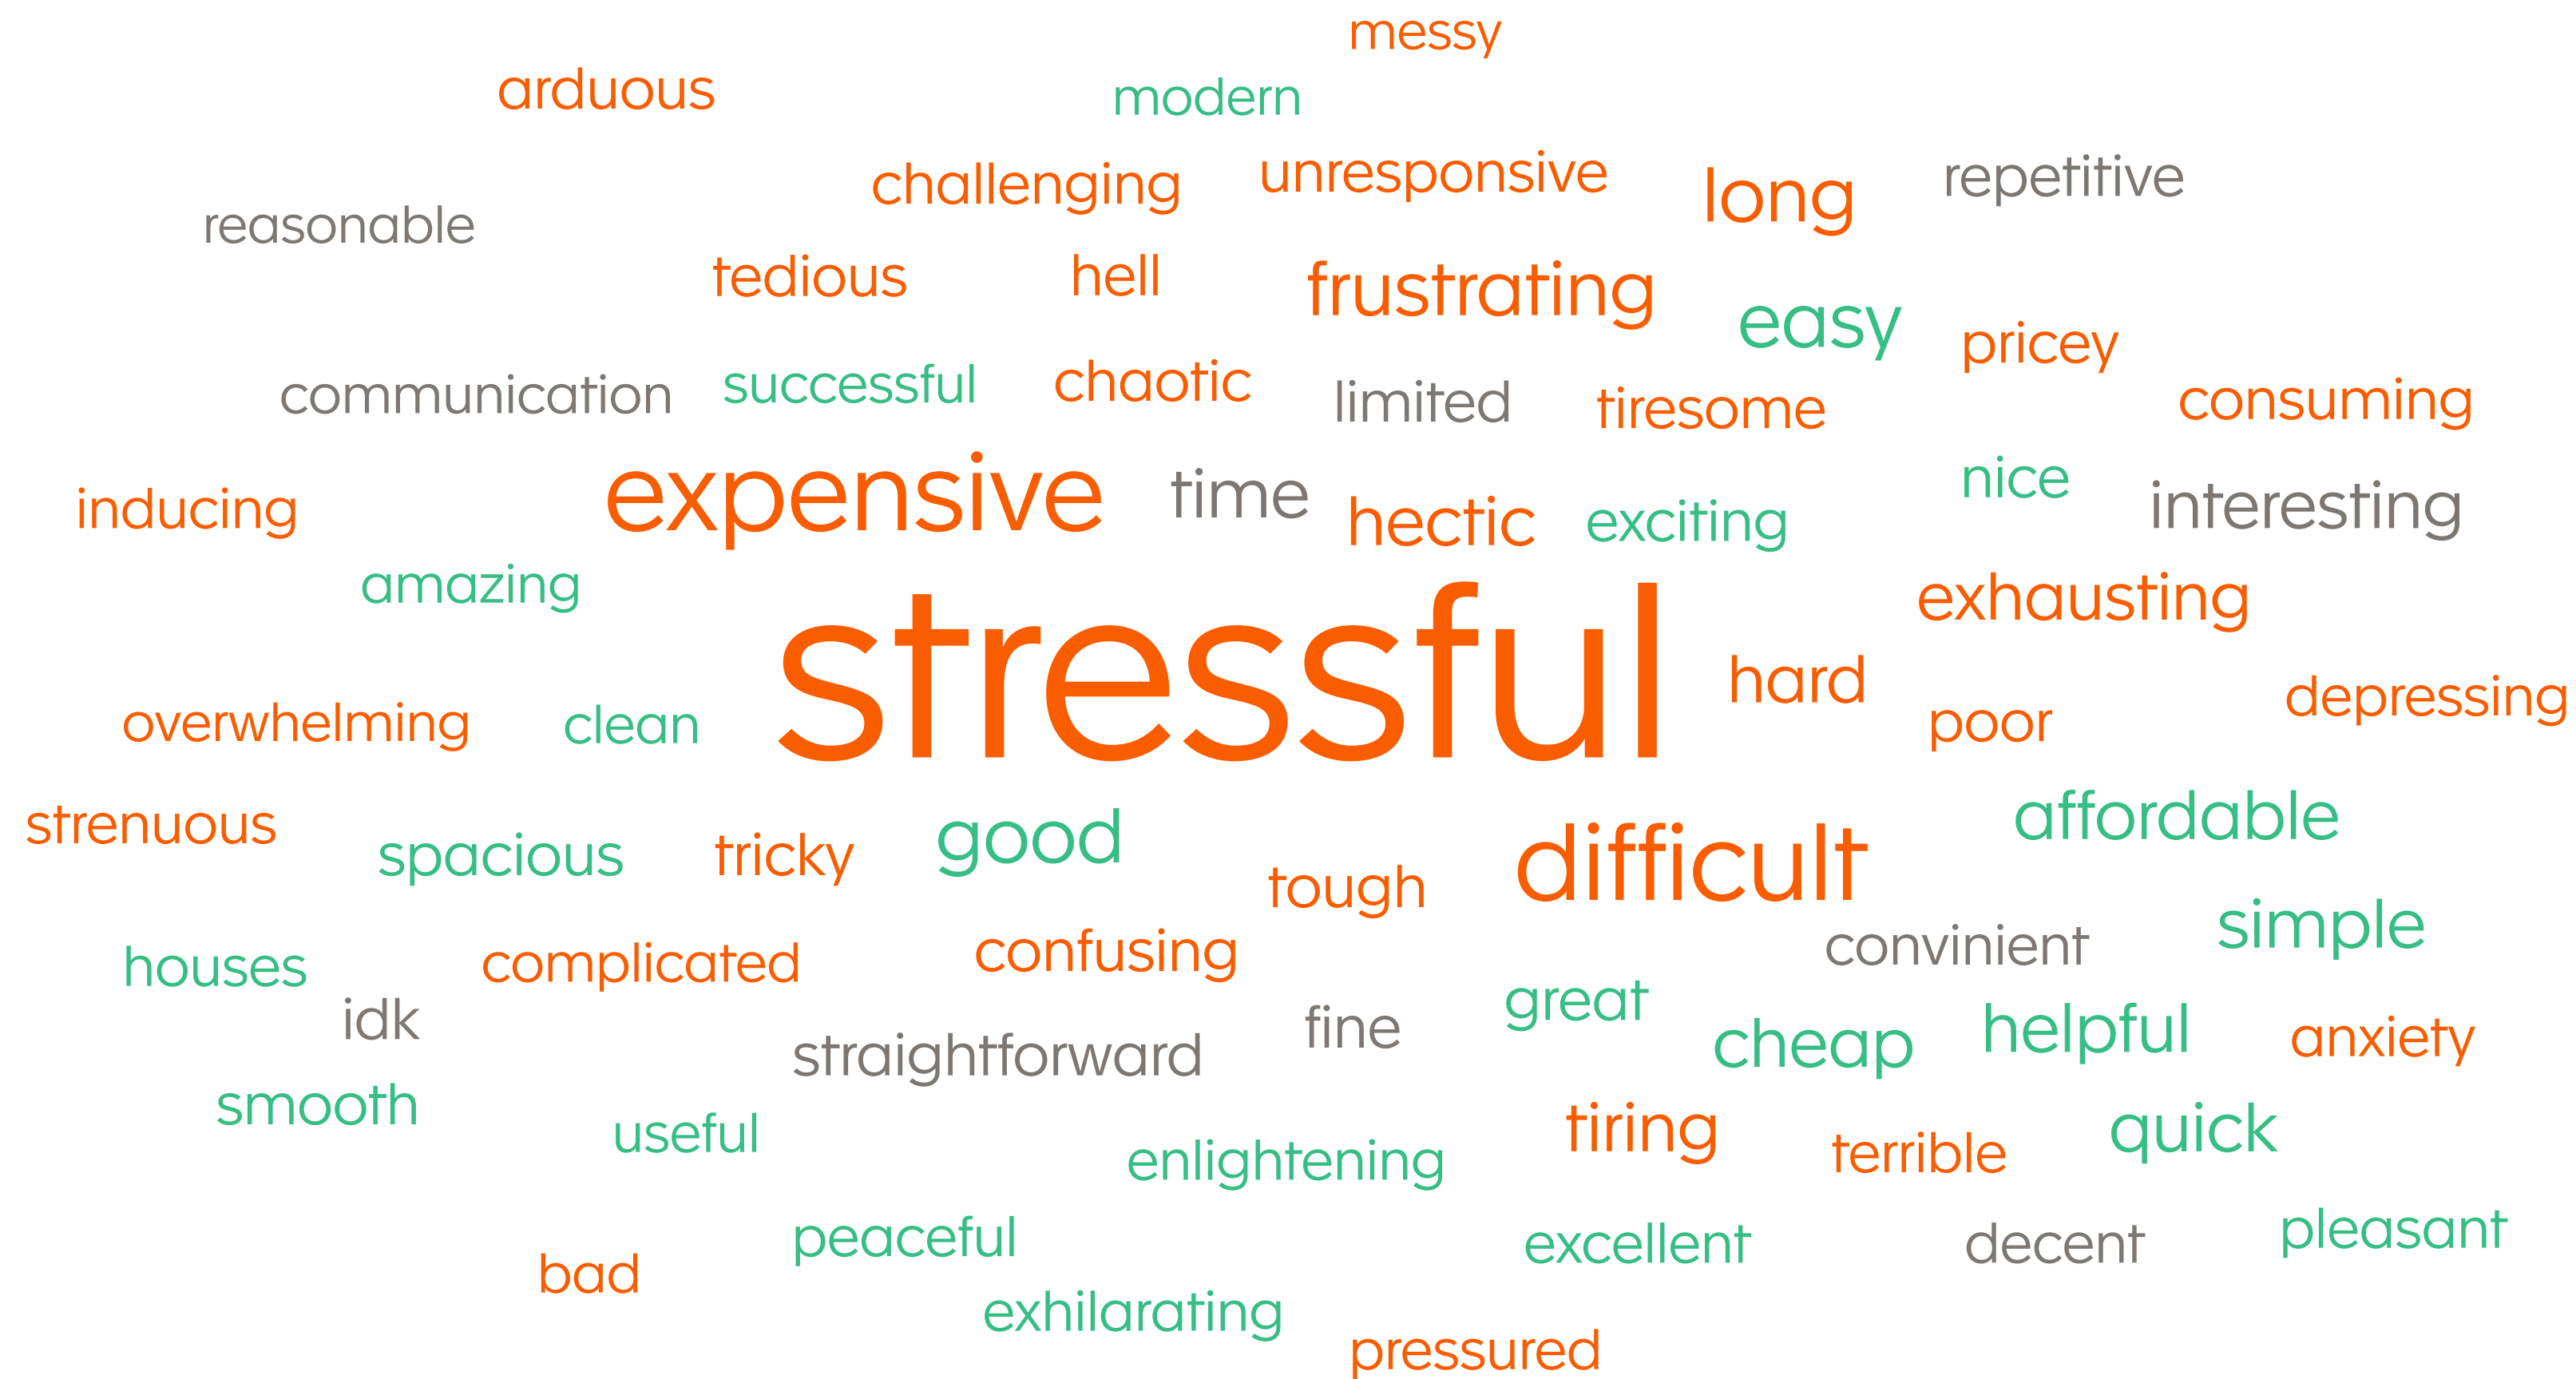 messy
arduous
modern
challenging unresponsive long repetitive
reasonable
tedious hell frustrating easy pricey
communication successful chaotic limited tiresome consuming
inducing expensive time hectic exciting nice interesting
amazing exhausting
stressful hard
overwhelming clean poor depressing
strenuous spacious tricky good tough difficult affordable
houses complicated confusing convinient simple
idk straightforward fine great cheap helpful anxiety
smooth useful enlightening tiring terrible quick
bad peaceful excellent decent pleasant
exhilarating
pressured